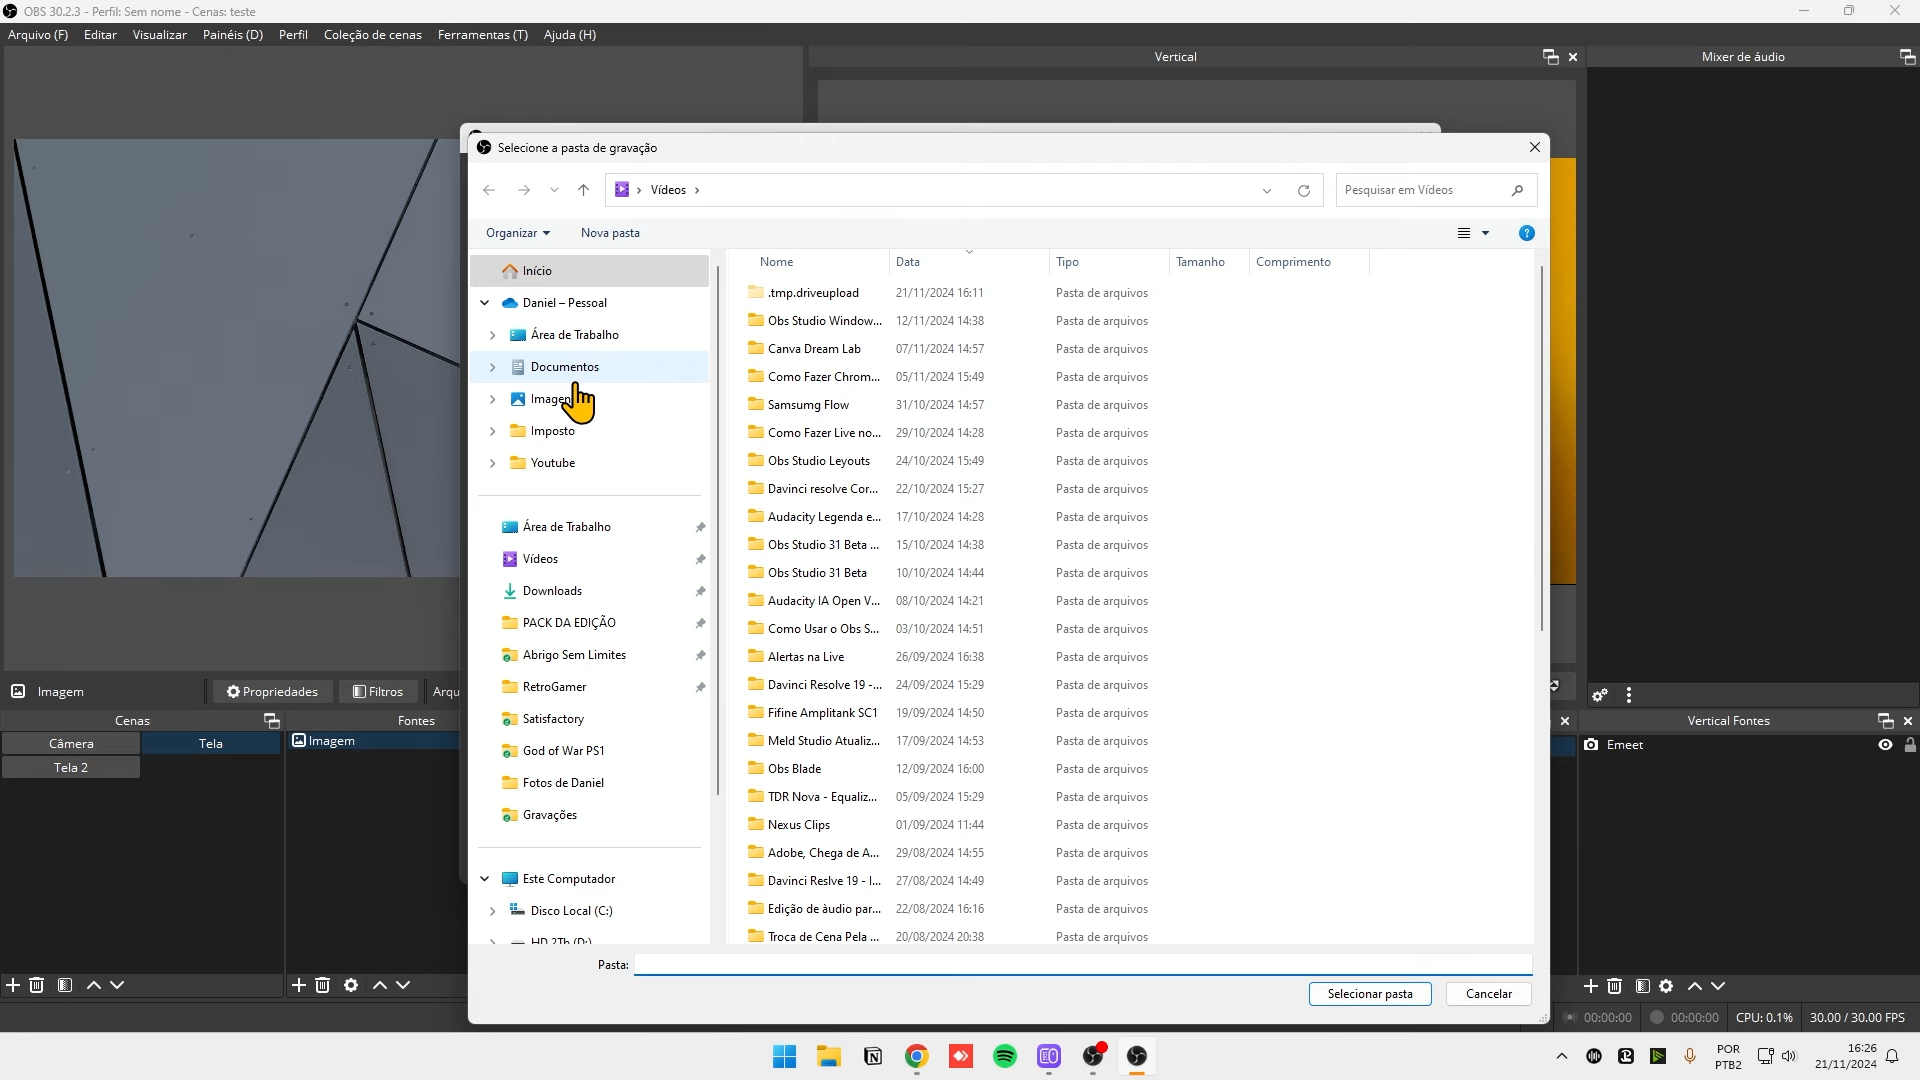 OBS 30.2.3 - Perfil: Sem nome - Cenas: teste
Arquivo (F) Editar Visualizar Painéis (D) Perfil Coleção de cenas Ferramentas (T) Ajuda (H)
Vertical
Mixer de áudio
Selecione a pasta de gravação
Vídeos
Pesquisar em Vídeos
Organizar Nova pasta
Início
Daniel – Pessoal
Área de Trabalho
Documentos
Imagen
Imposto
Youtube
Área de Trabalho
Vídeos
Downloads
PACK DA EDIÇÃO
Abrigo Sem Limites
RetroGamer
Satisfactory
God of War PS1
Fotos de Daniel
Gravações
Este Computador
Disco Local (C:)
Nome Data Tipo Tamanho Comprimento
.tmp.driveupload 21/11/2024 16:11 Pasta de arquivos
Obs Studio Window... 12/11/2024 14:38 Pasta de arquivos
Canva Dream Lab 07/11/2024 14:57 Pasta de arquivos
Como Fazer Chrom... 05/11/2024 15:49 Pasta de arquivos
Samsumg Flow 31/10/2024 14:57 Pasta de arquivos
Como Fazer Live no... 29/10/2024 14:28 Pasta de arquivos
Obs Studio Leyouts 24/10/2024 15:49 Pasta de arquivos
Davinci resolve Cor... 22/10/2024 15:27 Pasta de arquivos
Audacity Legenda e... 17/10/2024 14:28 Pasta de arquivos
Obs Studio 31 Beta ... 15/10/2024 14:38 Pasta de arquivos
Obs Studio 31 Beta 10/10/2024 14:44 Pasta de arquivos
Audacity IA Open V... 08/10/2024 14:21 Pasta de arquivos
Como Usar o Obs S... 03/10/2024 14:51 Pasta de arquivos
Alertas na Live 26/09/2024 16:38 Pasta de arquivos
Davinci Resolve 19 -... 24/09/2024 15:29 Pasta de arquivos
Fifine Amplitank SC1 19/09/2024 14:50 Pasta de arquivos
Meld Studio Atualiz... 17/09/2024 14:53 Pasta de arquivos
Obs Blade 12/09/2024 16:00 Pasta de arquivos
TDR Nova - Equaliz... 05/09/2024 15:29 Pasta de arquivos
Nexus Clips 01/09/2024 11:44 Pasta de arquivos
Adobe, Chega de A... 29/08/2024 14:55 Pasta de arquivos
Davinci Reslve 19 - I... 27/08/2024 14:49 Pasta de arquivos
Edição de àudio par... 22/08/2024 16:16 Pasta de arquivos
Troca de Cena Pela ... 20/08/2024 20:38 Pasta de arquivos
Pasta:
Selecionar pasta Cancelar
Imagem Propriedades Filtros Arqu
Cenas Fontes
Câmera Tela
Tela 2
Imagem
Vertical Fontes
Emeet
00:00:00 00:00:00 CPU: 0.1% 30.00 / 30.00 FPS
POR
PTB2
16:26
21/11/2024